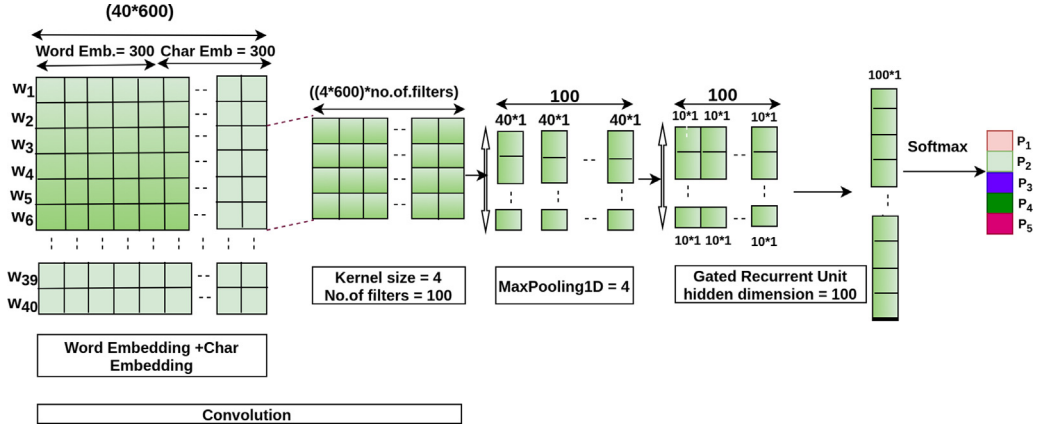 (40*600)
Word Emb.= 300 Char Emb = 300
w1
w2
w3
w4
w5
w6
w39
w40
Word Embedding +Char
Embedding
Convolution
((4*600)*no.of.filters)
Kernel size = 4
No.of filters = 100
100
40*1 40*1 40*1
MaxPooling1D = 4
100
10*1 10*1 10*1
10*1 10*1 10*1
Gated Recurrent Unit
hidden dimension = 100
100*1
Softmax
P1
P2
P3
P4
P5